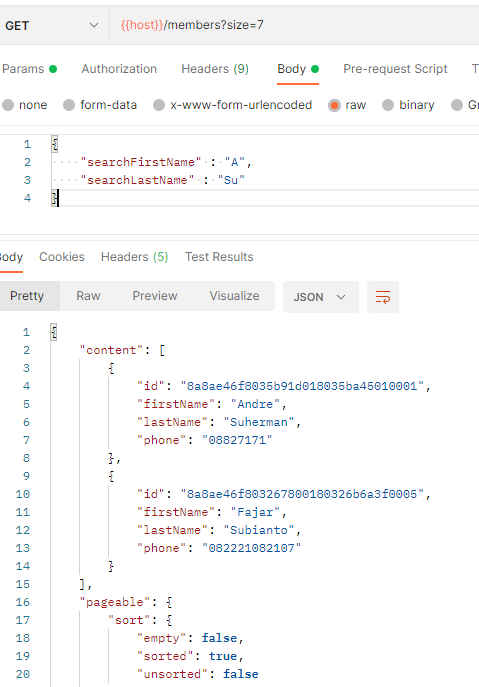 GET {{host}}/members?size=7
Params Authorization Headers (9) Body Pre-request Script
none form-data x-www-form-urlencoded raw binary
1 {
2 "searchFirstName" : "A",
3 "searchLastName" : "Su"
4 }
Body Cookies Headers (5) Test Results
Pretty Raw Preview Visualize JSON
1 {
2 "content": [
3 {
4 "id": "8a8ae46f8035b91d018035ba45010001",
5 "firstName": "Andre",
6 "lastName": "Suherman",
7 "phone": "08827171"
8 },
9 {
10 "id": "8a8ae46f803267800180326b6a3f0005",
11 "firstName": "Fajar",
12 "lastName": "Subianto",
13 "phone": "082221082107"
14 }
15 ],
16 "pageable": {
17 "sort": {
18 "empty": false,
19 "sorted": true,
20 "unsorted": false